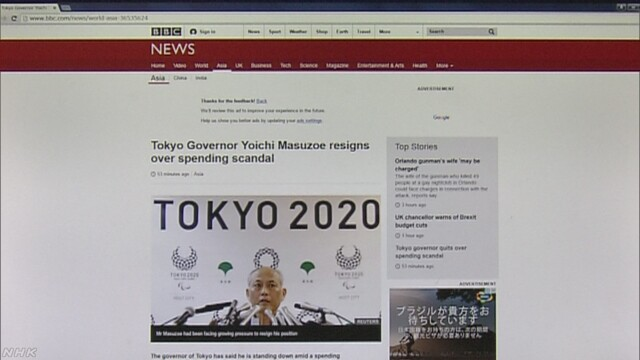 Tokyo Governor Yoich
www.bbc.com/news/world-asia-36535624
BBC
Sign in
News Sport Weather Shop Earth Travel More
Search
NEWS
Home Video World Asia UK Business Tech Science Magazine Entertainment & Arts Health More
Asia China India
ADVERTISEMENT
Thanks for the feedback! Back
We'll review this ad to improve your experience in the future.
Help us show you better ads by updating your ads settings.
Google
Tokyo Governor Yoichi Masuzoe resigns
over spending scandal
53 minutes ago Asia
Top Stories
Orlando gunman's wife 'may be
charged'
The wife of the gunman who killed 49
people at a gay nightclub in Orlando
could face charges in connection with the
attack, reports say.
3 hours ago
UK chancellor warns of Brexit
budget cuts
1 hour ago
Tokyo governor quits over
spending scandal
53 minutes ago
TOKYO 2020
TOKYO 2020
TOKYO 2020
REUTERS
Mr Masuzoe had been facing growing pressure to resign his position
The governor of Tokyo has said he is standing down amid a spending
ADVERTISEMENT
ブラジルが貴方をお
待ちしています
NHK